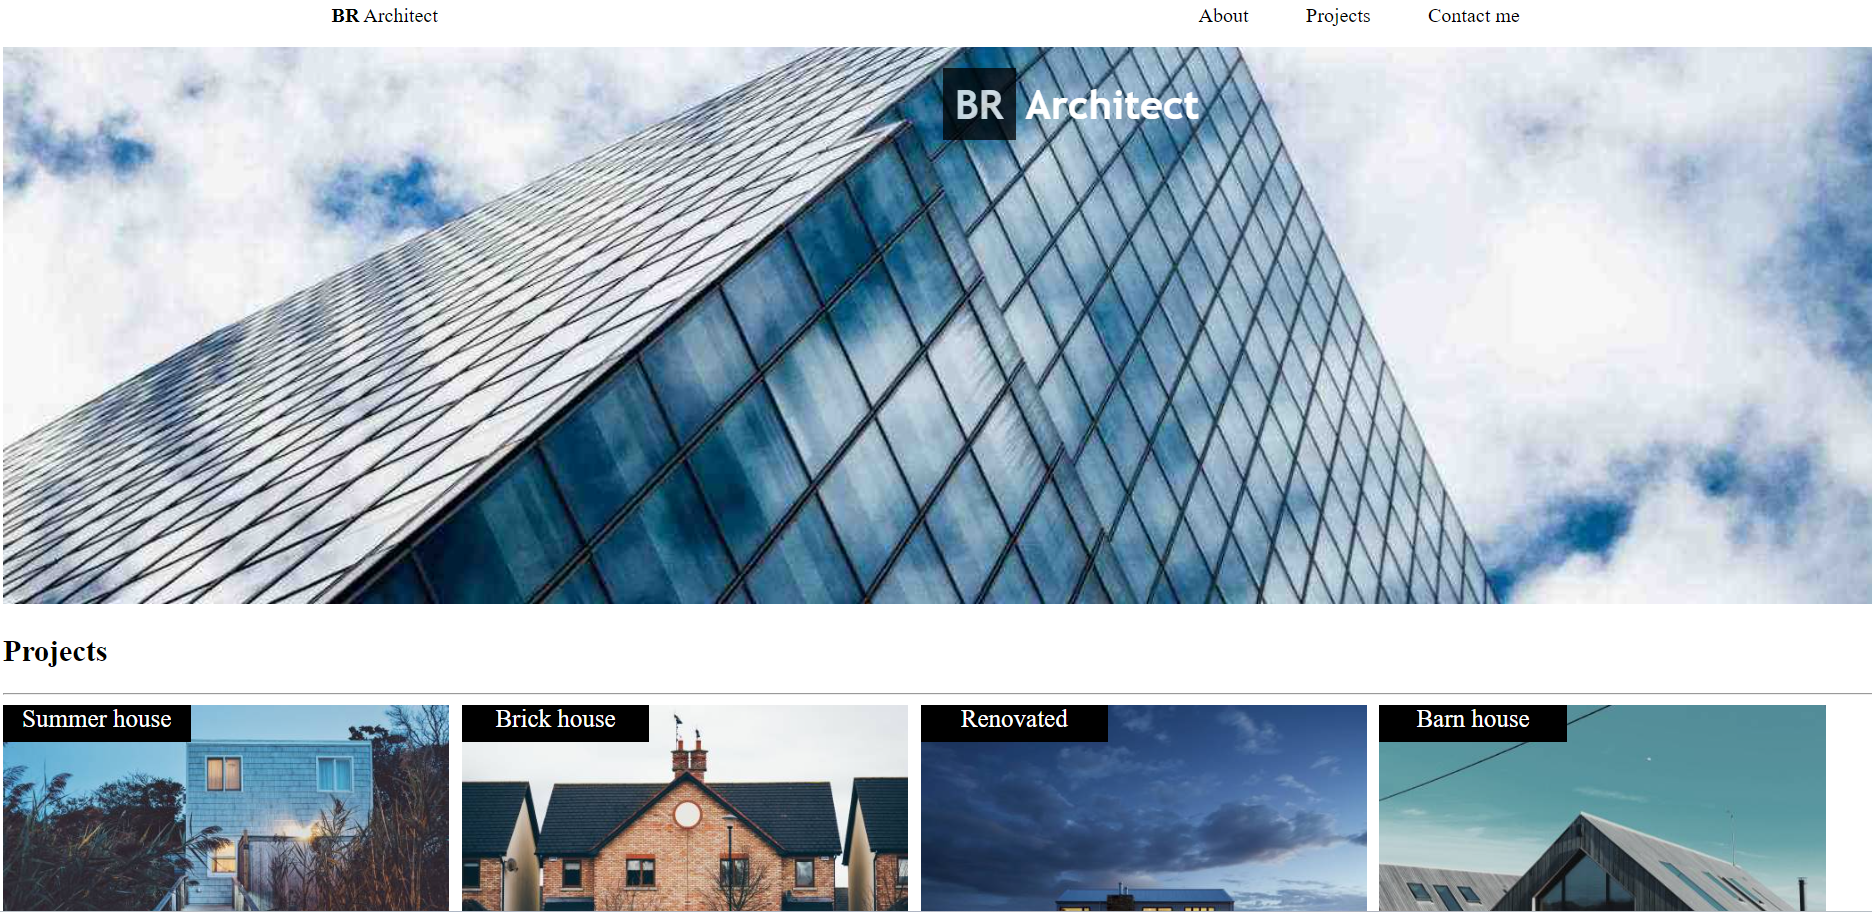 BR Architect
About Projects Contact me
BR Architect
Projects
Summer house
Brick house
Renovated
Barn house